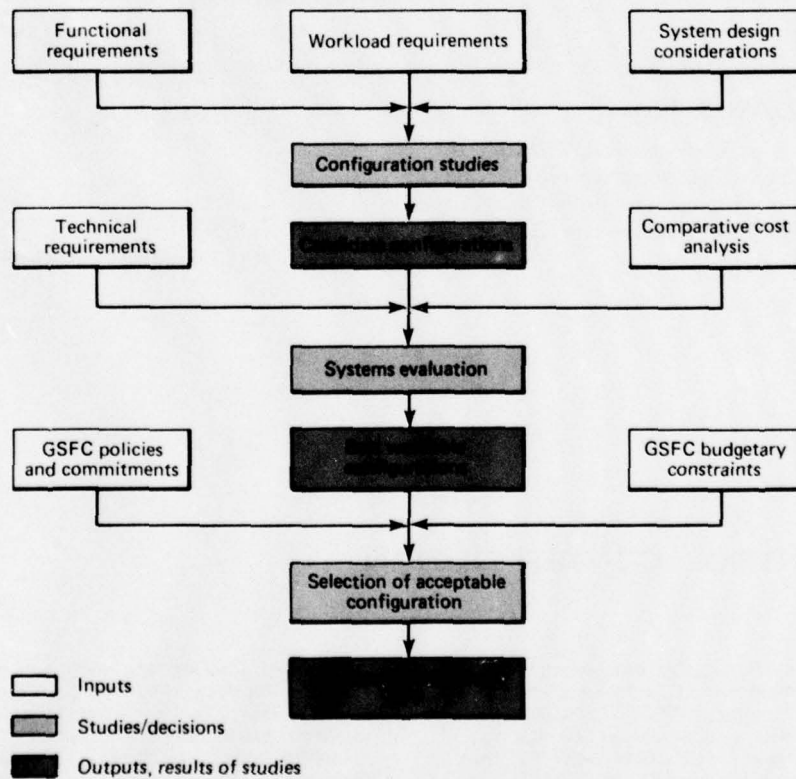 Functional
requirements
Workload requirements
System design
considerations
Configuration studies
Technical
requirements
Candidate configurations
Comparative cost
analysis
Systems evaluation
GSFC policies
and commitments
configurations
GSFC budgetary
constraints
Selection of acceptable
configuration
Inputs
Studies/decisions
Outputs, results of studies